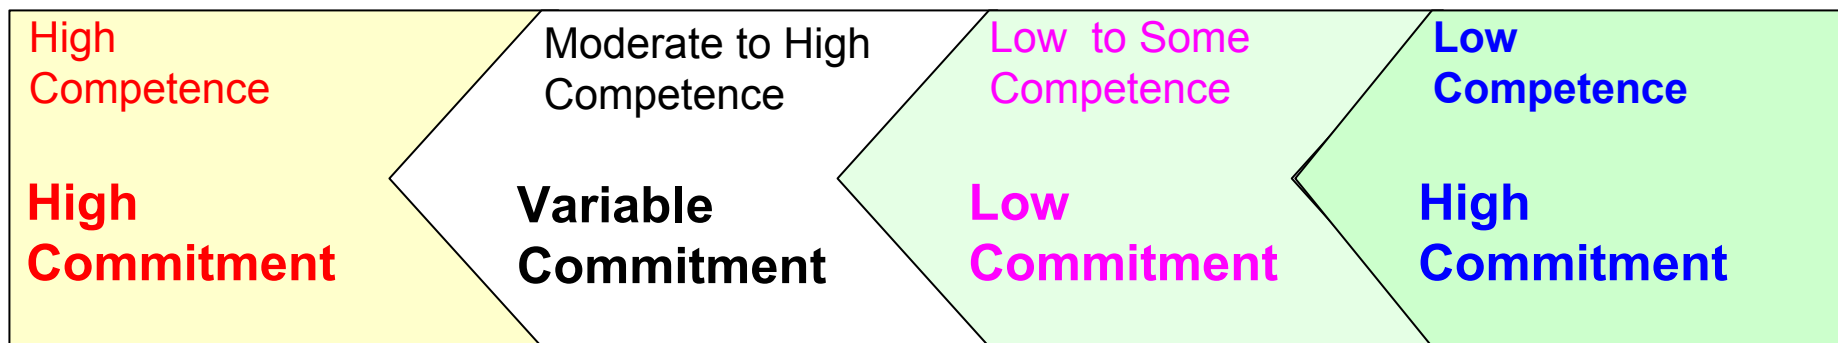 High
Competence
High
Commitment
Moderate to High
Competence
Variable
Commitment
Low  to Some
Competence
Low
Commitment
Low
Competence
High
Commitment